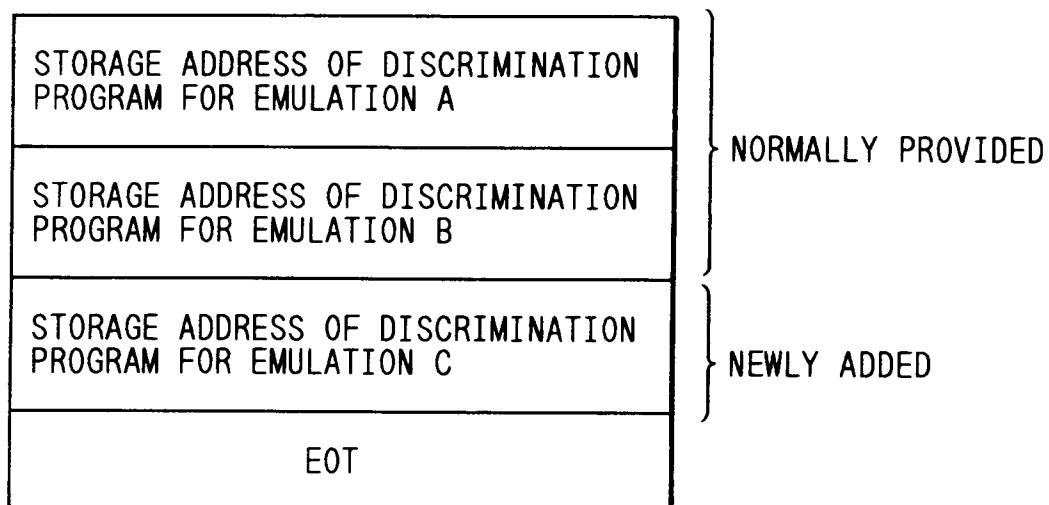 STORAGE ADDRESS OF DISCRIMINATION
PROGRAM FOR EMULATION A
NORMALLY PROVIDED
STORAGE ADDRESS OF DISCRIMINATION
PROGRAM FOR EMULATION B
STORAGE ADDRESS OF DISCRIMINATION
PROGRAM FOR EMULATION C
NEWLY ADDED
EOT